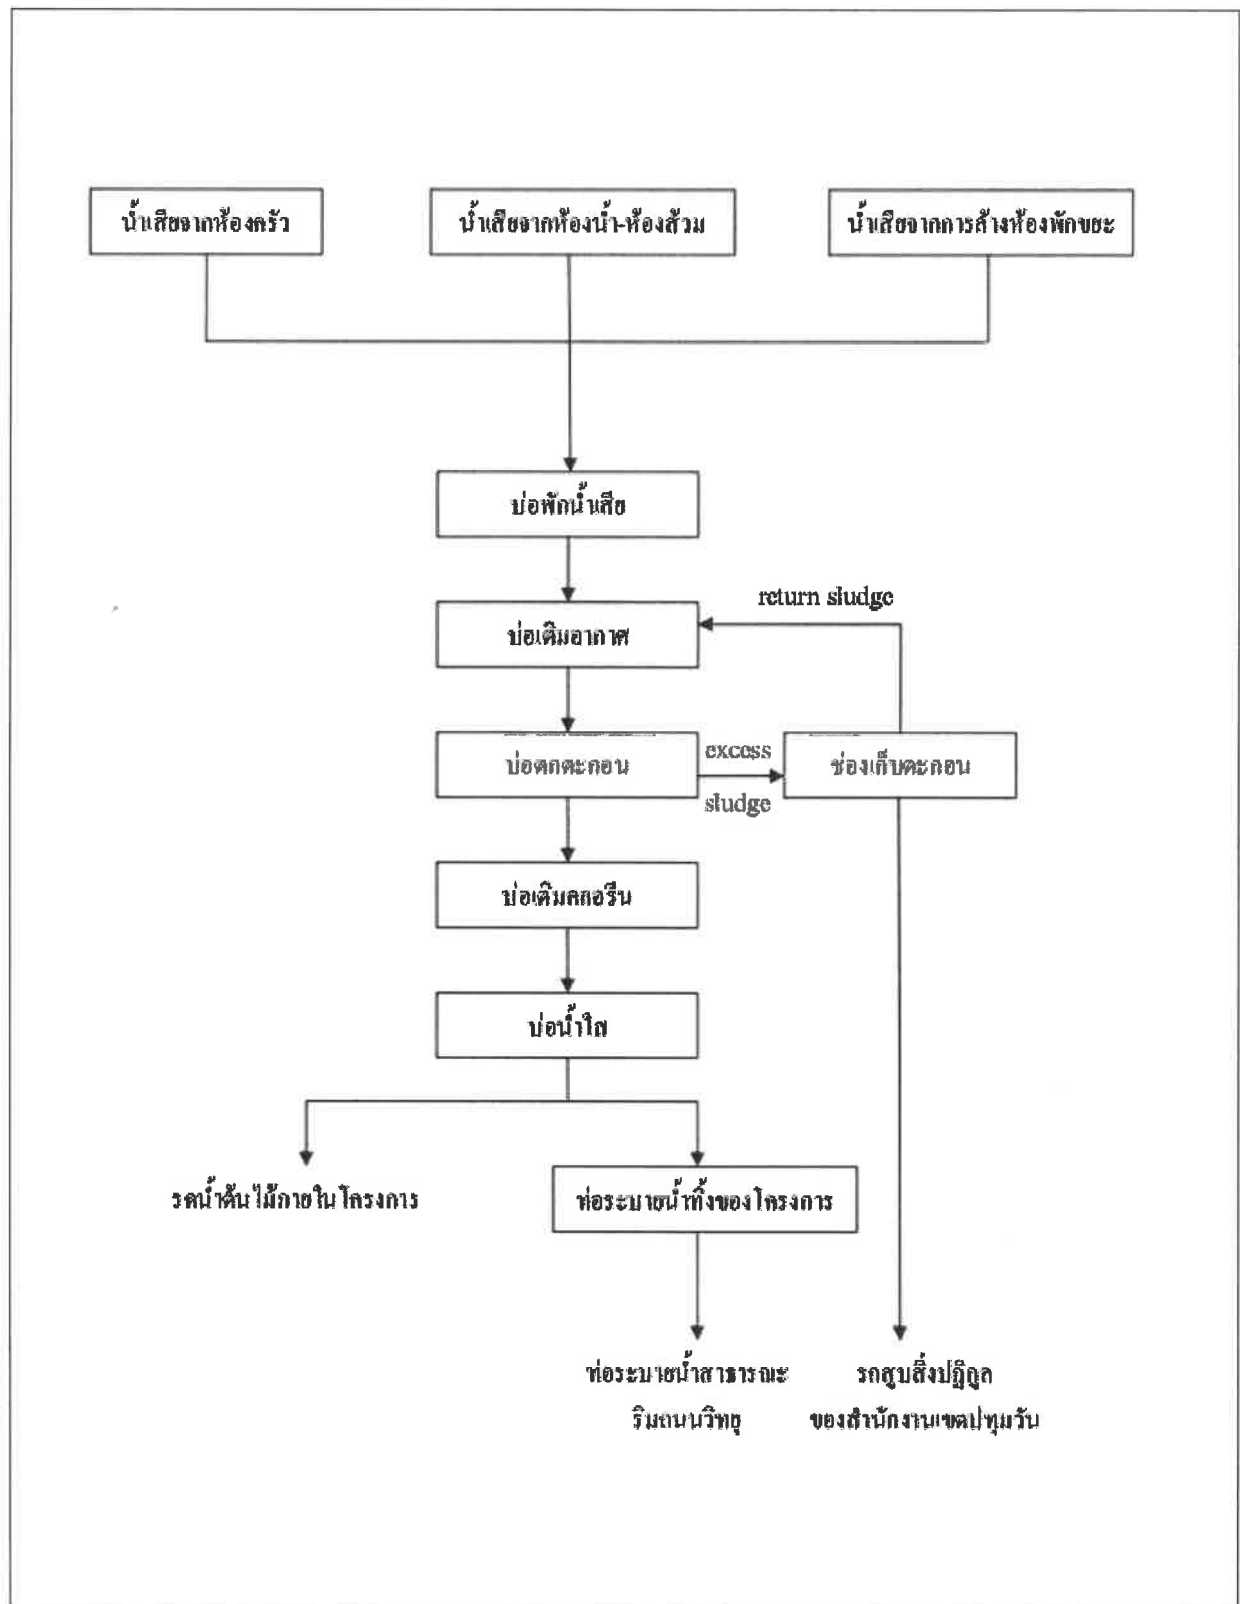 น้ำเสียจากห้องครัว
น้ำเสียจากห้องน้ำ-ห้องส้วม
น้ำเสียจากการล้างห้องพักขยะ
บ่อพักน้ำเสีย
return sludge
บ่อเติมอากาศ
บ่อตกตะกอน
excess
sludge
ช่องเก็บตะกอน
บ่อเติมคลอรีน
บ่อน้ำใส
รดน้ำต้นไม้ภายในโครงการ
ท่อระบายน้ำทิ้งของโครงการ
ท่อระบายน้ำสาธารณะ
ริมถนนวิทยุ
รถสูบสิ่งปฏิกูล
ของสำนักงานเขตปทุมวัน